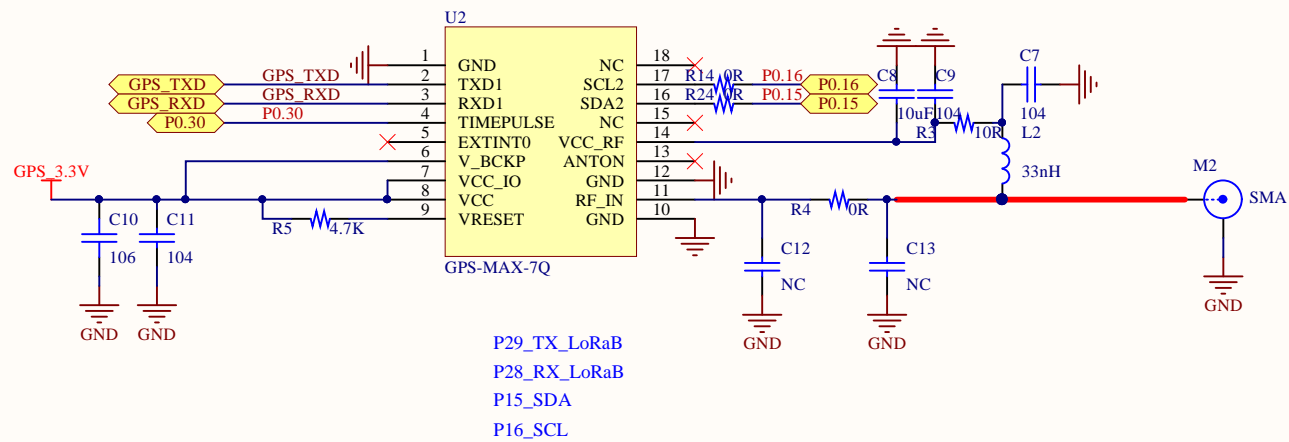 U2
1 GND NC 18
GPS_TXD GPS_TXD 2 TXD1 SCL2 17 R14 0R P0.16 P0.16
GPS_RXD GPS_RXD 3 RXD1 SDA2 16 R24 0R P0.15 P0.15
P0.30 P0.30 4 TIMEPULSE NC 15
5 EXTINT0 VCC_RF 14
6 V_BCKP ANTON 13
7 VCC_IO GND 12
8 VCC RF_IN 11
9 VRESET GND 10
GPS-MAX-7Q
GPS_3.3V
C10
106
GND
C11
104
GND
R5 4.7K
C8
10uF
C9
104
R3 10R
C7
104
L2
33nH
R4 0R
C12
NC
GND
C13
NC
GND
M2
SMA
GND
P29_TX_LoRaB
P28_RX_LoRaB
P15_SDA
P16_SCL